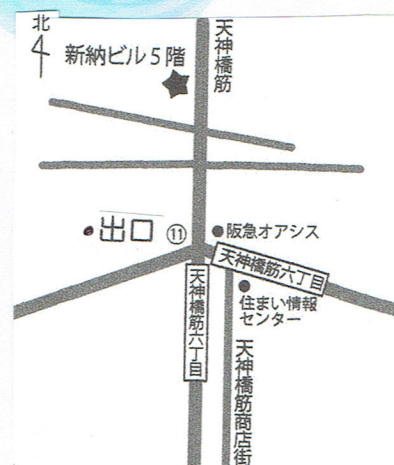 北
天神橋筋
新納ビル5階
出口 ⑪
阪急オアシス
天神橋筋六丁目
住まい情報
センター
天神橋筋六丁目
天神橋筋商店街